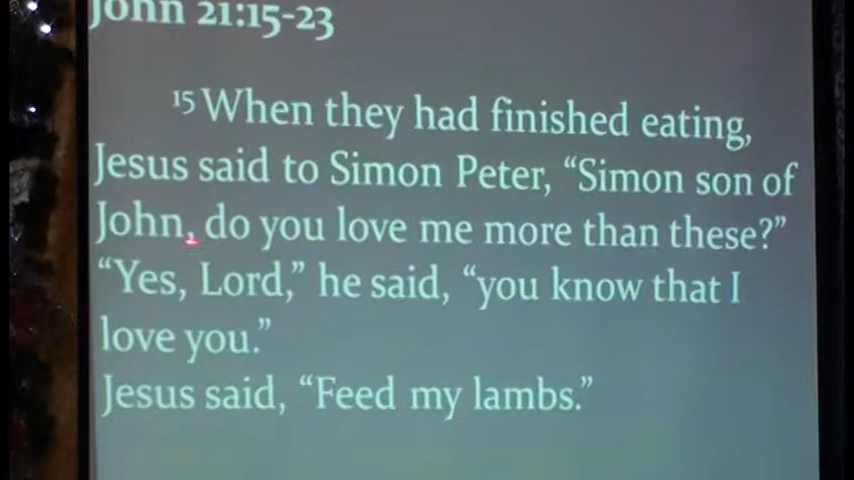 John 21:15-23
15 When they had finished eating,
Jesus said to Simon Peter, “Simon son of
John, do you love me more than these?”
“Yes, Lord,” he said, “you know that I
love you.”
Jesus said, “Feed my lambs.”